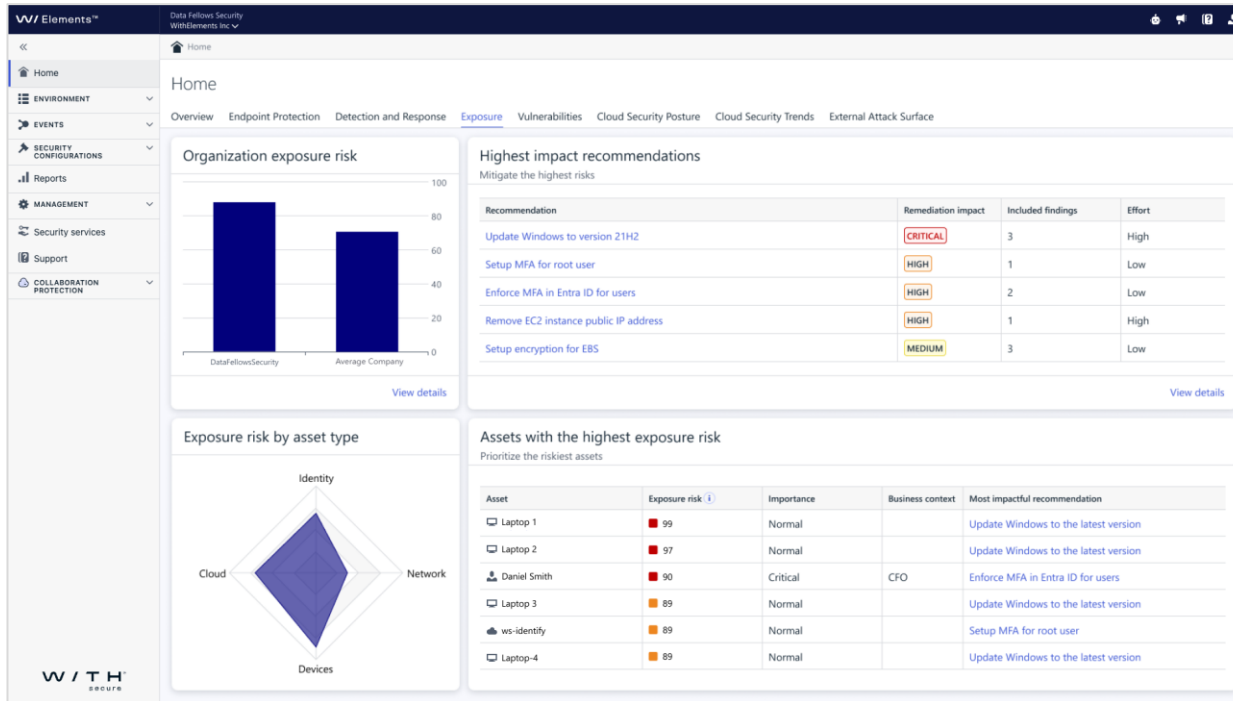 W/ Elements™
Data Fellows Security
WithElements Inc
Home
Home
ENVIRONMENT
EVENTS
SECURITY
CONFIGURATIONS
Reports
MANAGEMENT
Security services
Support
COLLABORATION
PROTECTION
W / T H
secure
Home
Overview Endpoint Protection Detection and Response Exposure Vulnerabilities Cloud Security Posture Cloud Security Trends External Attack Surface
Organization exposure risk
100
80
60
40
20
0
DataFellowsSecurity Average Company
View details
Highest impact recommendations
Mitigate the highest risks
Recommendation Remediation impact Included findings Effort
Update Windows to version 21H2 CRITICAL 3 High
Setup MFA for root user HIGH 1 Low
Enforce MFA in Entra ID for users HIGH 2 Low
Remove EC2 instance public IP address HIGH 1 High
Setup encryption for EBS MEDIUM 3 Low
View details
Exposure risk by asset type
Identity
Cloud Network
Devices
Assets with the highest exposure risk
Prioritize the riskiest assets
Asset Exposure risk i Importance Business context Most impactful recommendation
Laptop 1 99 Normal Update Windows to the latest version
Laptop 2 97 Normal Update Windows to the latest version
Daniel Smith 90 Critical CFO Enforce MFA in Entra ID for users
Laptop 3 89 Normal Update Windows to the latest version
ws-identify 89 Normal Setup MFA for root user
Laptop-4 89 Normal Update Windows to the latest version